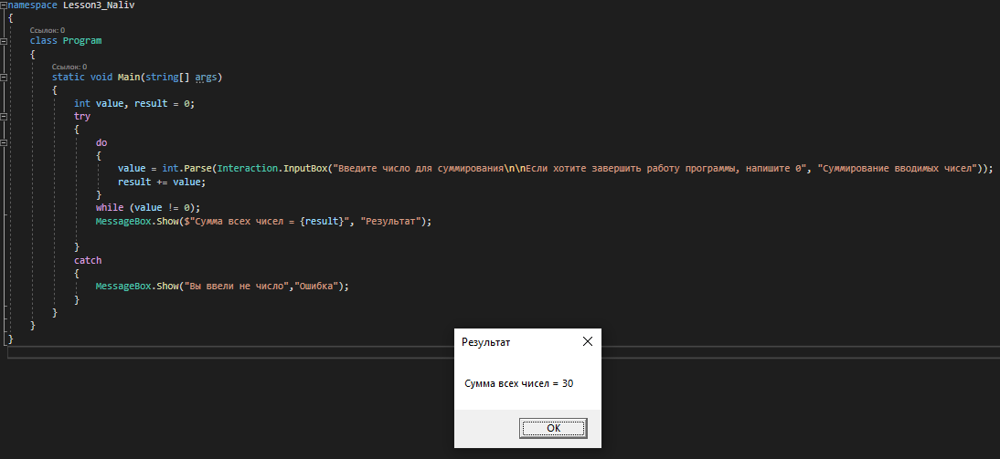 namespace Lesson3_Naliv
{
Ссылок: 0
class Program
{
Ссылок: 0
static void Main(string[] args)
{
int value, result = 0;
try
{
do
{
value = int.Parse(Interaction.InputBox("Введите число для суммирования\n\nЕсли хотите завершить работу программы, напишите 0", "Суммирование вводимых чисел"));
result += value;
}
while (value != 0);
MessageBox.Show($"Сумма всех чисел = {result}", "Результат");
}
catch
{
MessageBox.Show("Вы ввели не число","Ошибка");
}
}
}
}
Результат
Сумма всех чисел = 30
OK